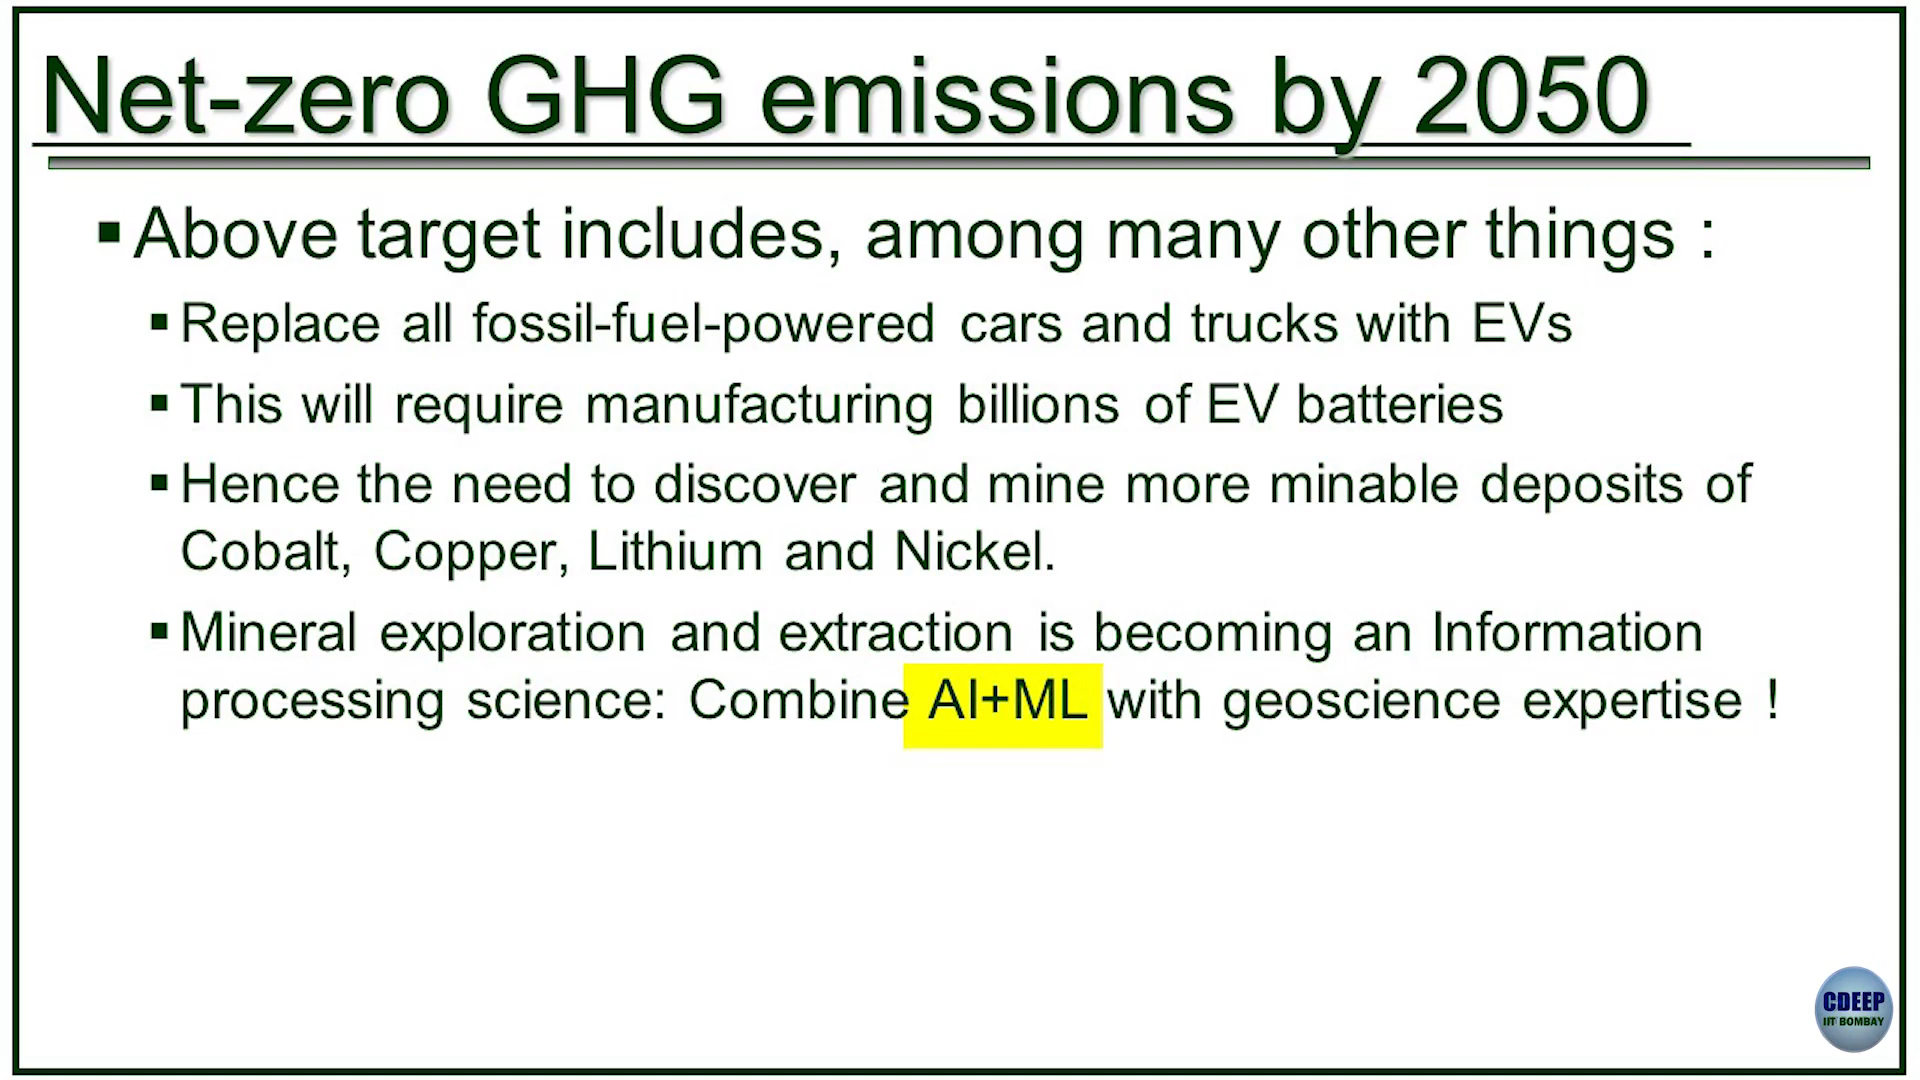 Net-zero GHG emissions by 2050
Above target includes, among many other things :
Replace all fossil-fuel-powered cars and trucks with EVs
This will require manufacturing billions of EV batteries
Hence the need to discover and mine more minable deposits of
Cobalt, Copper, Lithium and Nickel.
Mineral exploration and extraction is becoming an Information
processing science: Combine AI+ML with geoscience expertise !
CDEEP
IIT BOMBAY